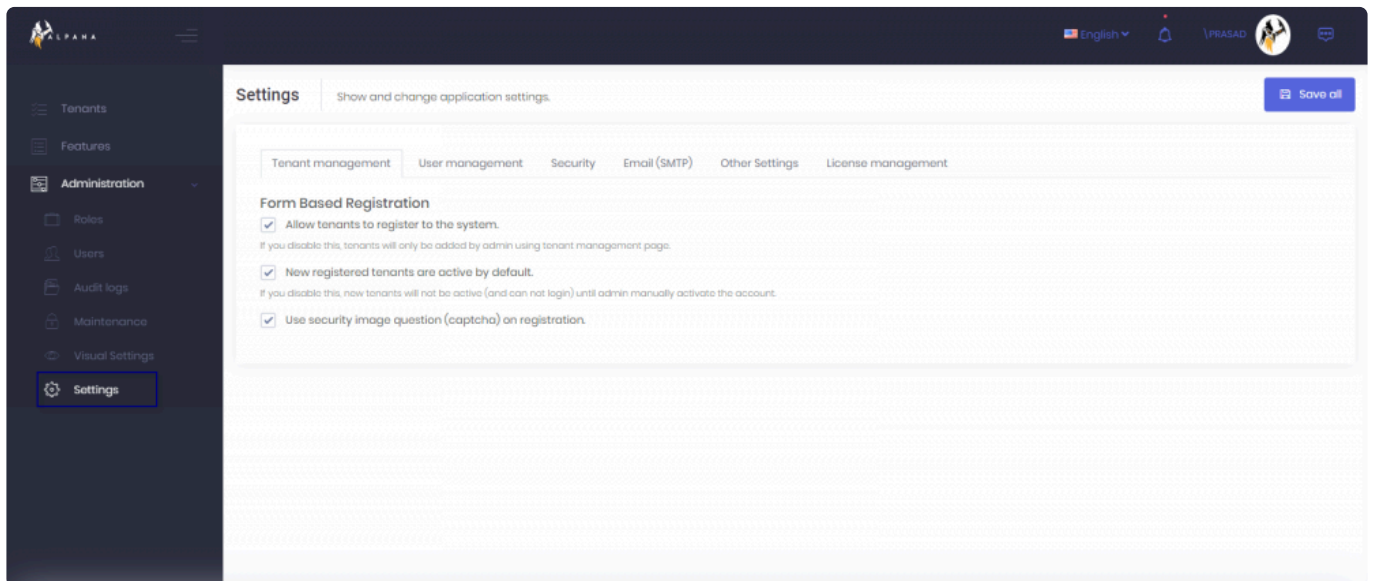 ALPANA
English
\PRASAD
Tenants
Features
Administration
Roles
Users
Audit logs
Maintenance
Visual Settings
Settings
Settings
Show and change application settings.
Save all
Tenant management User management Security Email (SMTP) Other Settings License management
Form Based Registration
Allow tenants to register to the system.
If you disable this, tenants will only be added by admin using tenant management page.
New registered tenants are active by default.
If you disable this, new tenants will not be active (and can not login) until admin manually activate the account.
Use security image question (captcha) on registration.